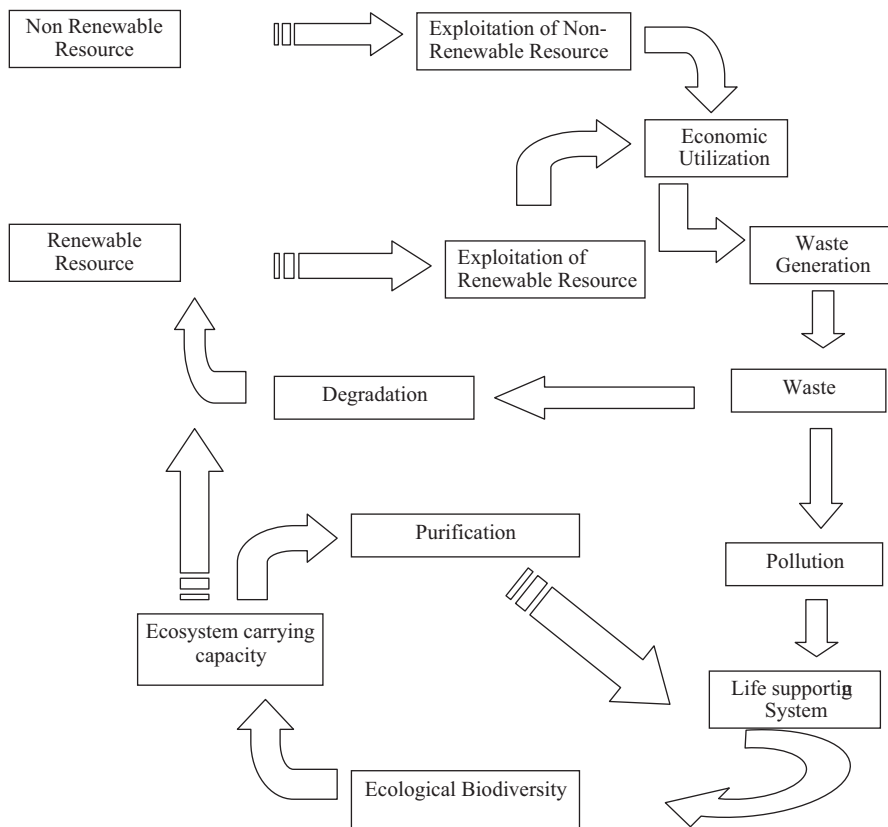 Non Renewable
Resource
Exploitation of Non-
Renewable Resource
Economic
Utilization
Renewable
Resource
Exploitation of
Renewable Resource
Waste
Generation
Degradation
Waste
Purification
Pollution
Ecosystem carrying
capacity
Life supporting
System
Ecological Biodiversity